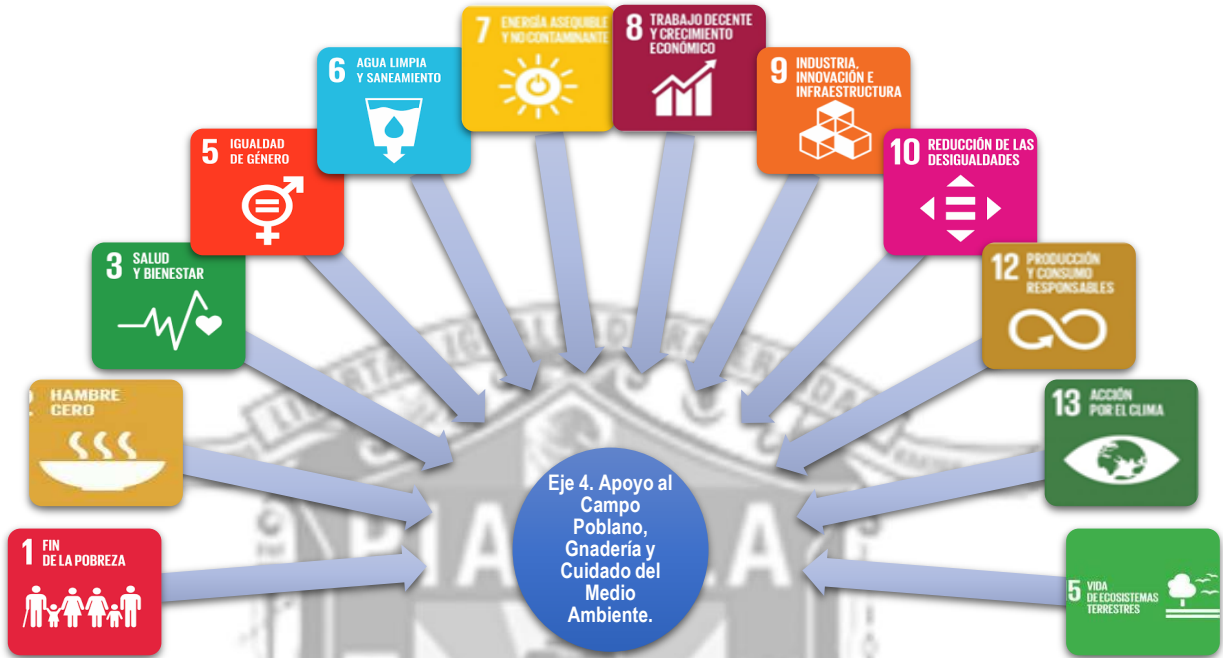 7 ENERGÍA ASEQUIBLE
Y NO CONTAMINANTE
8 TRABAJO DECENTE
Y CRECIMIENTO
ECONÓMICO
6 AGUA LIMPIA
Y SANEAMIENTO
9 INDUSTRIA,
INNOVACIÓN E
INFRAESTRUCTURA
5 IGUALDAD
DE GÉNERO
10 REDUCCIÓN DE LAS
DESIGUALDADES
3 SALUD
Y BIENESTAR
12 PRODUCCIÓN
Y CONSUMO
RESPONSABLES
HAMBRE
CERO
13 ACCIÓN
POR EL CLIMA
1 FIN
DE LA POBREZA
5 VIDA
DE ECOSISTEMAS
TERRESTRES
Eje 4. Apoyo al
Campo
Poblano,
Gnadería y
Cuidado del
Medio
Ambiente.